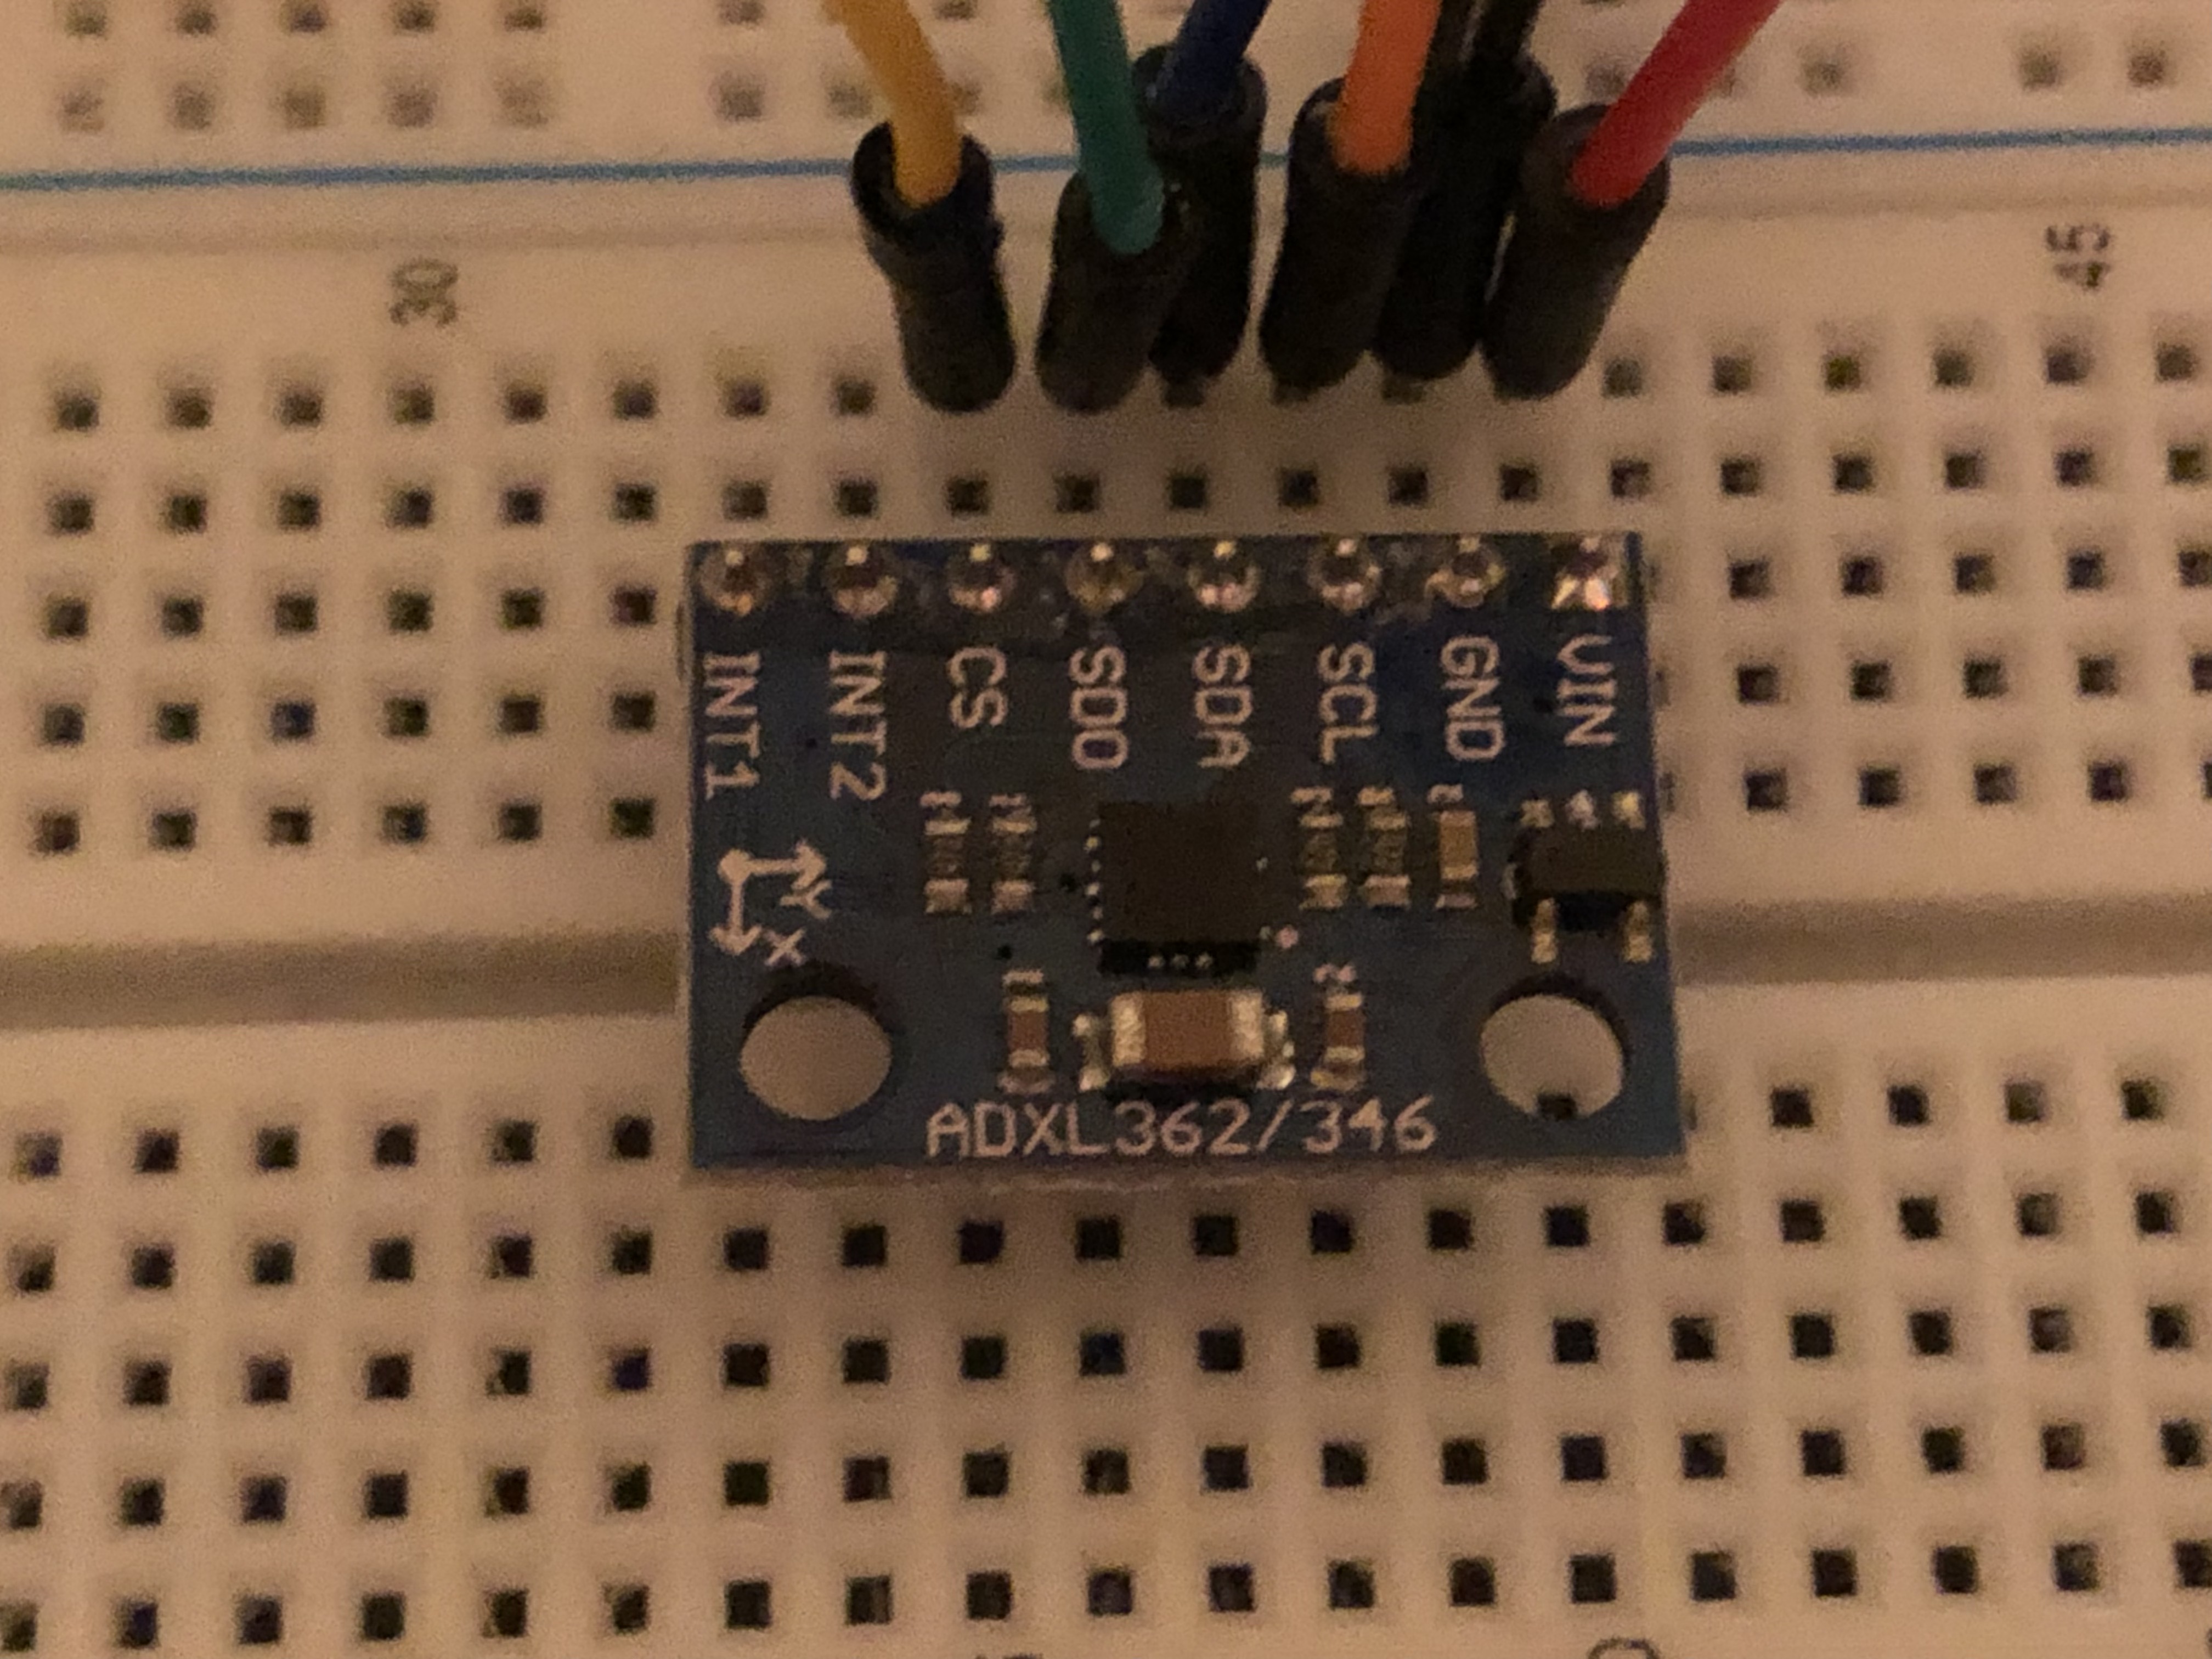 30
45
INT1
INT2
CS
SDO
SDA
SCL
GND
VIN
Y
X
ADXL362/346